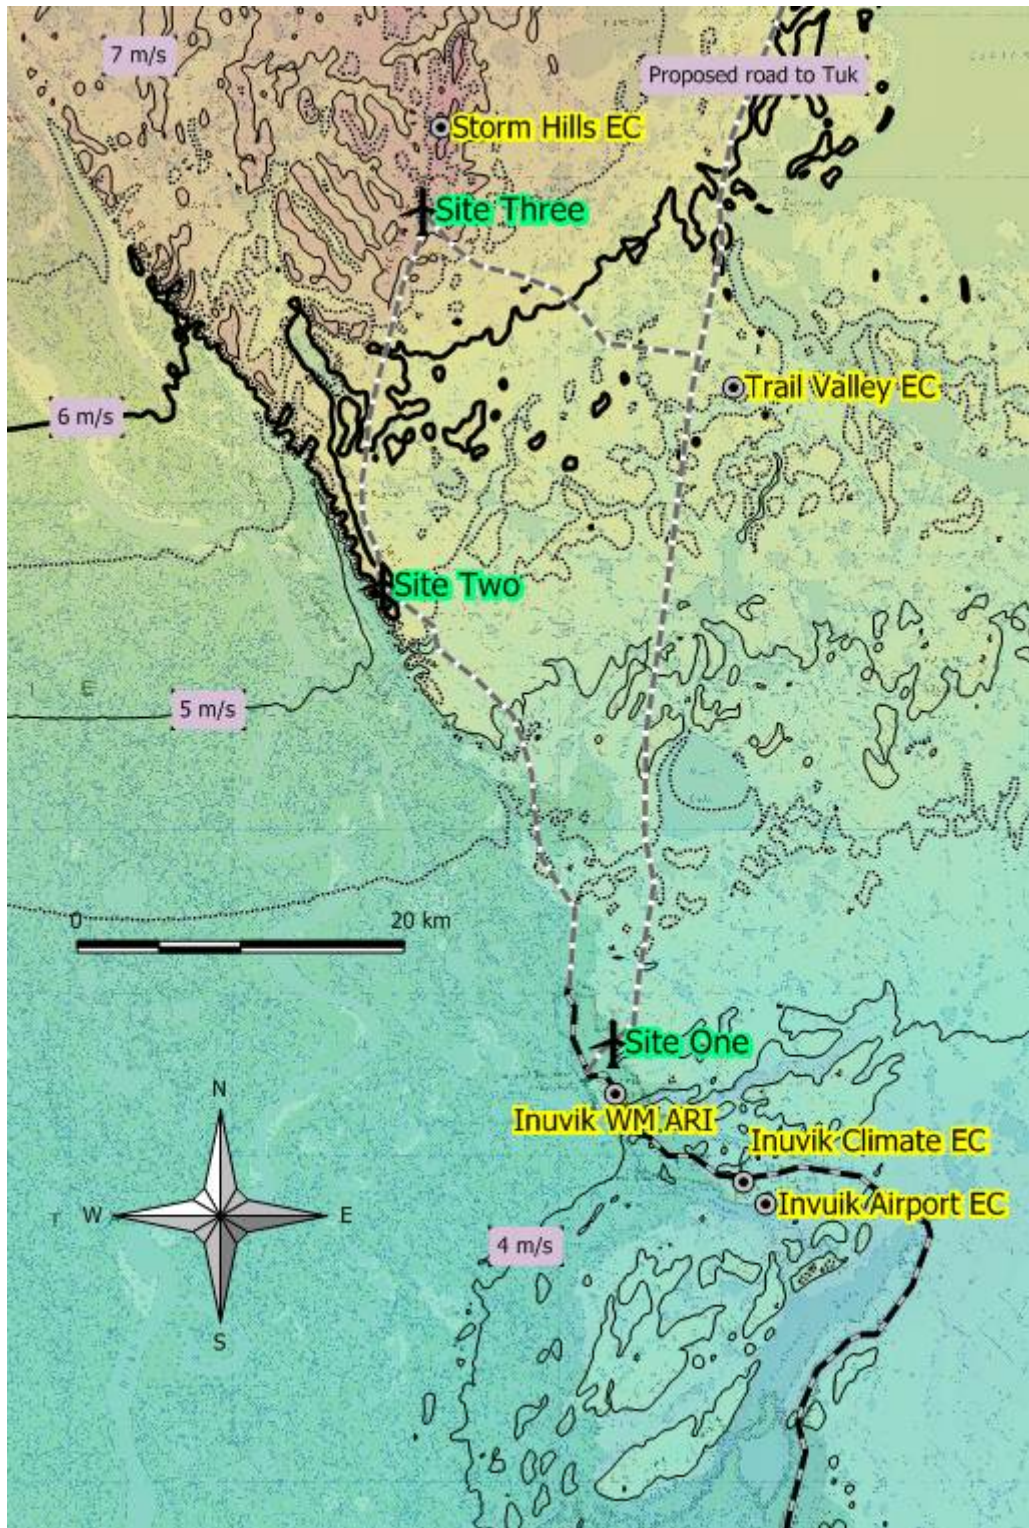 7 m/s
Proposed road to Tuk
Storm Hills EC
Site Three
Trail Valley EC
6 m/s
Site Two
I E
5 m/s
0 20 km
Site One
N
Inuvik WM ARI
Inuvik Climate EC
W E
Invuik Airport EC
4 m/s
S